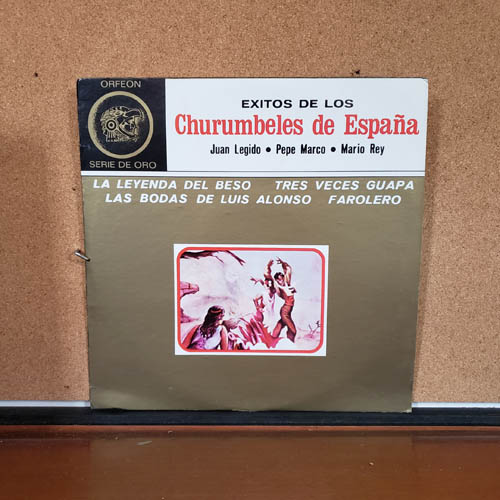 ORFEON
SERIE DE ORO
EXITOS DE LOS
Churumbeles de España
Juan Legido • Pepe Marco • Mario Rey
LA LEYENDA DEL BESO TRES VECES GUAPA
LAS BODAS DE LUIS ALONSO FAROLERO